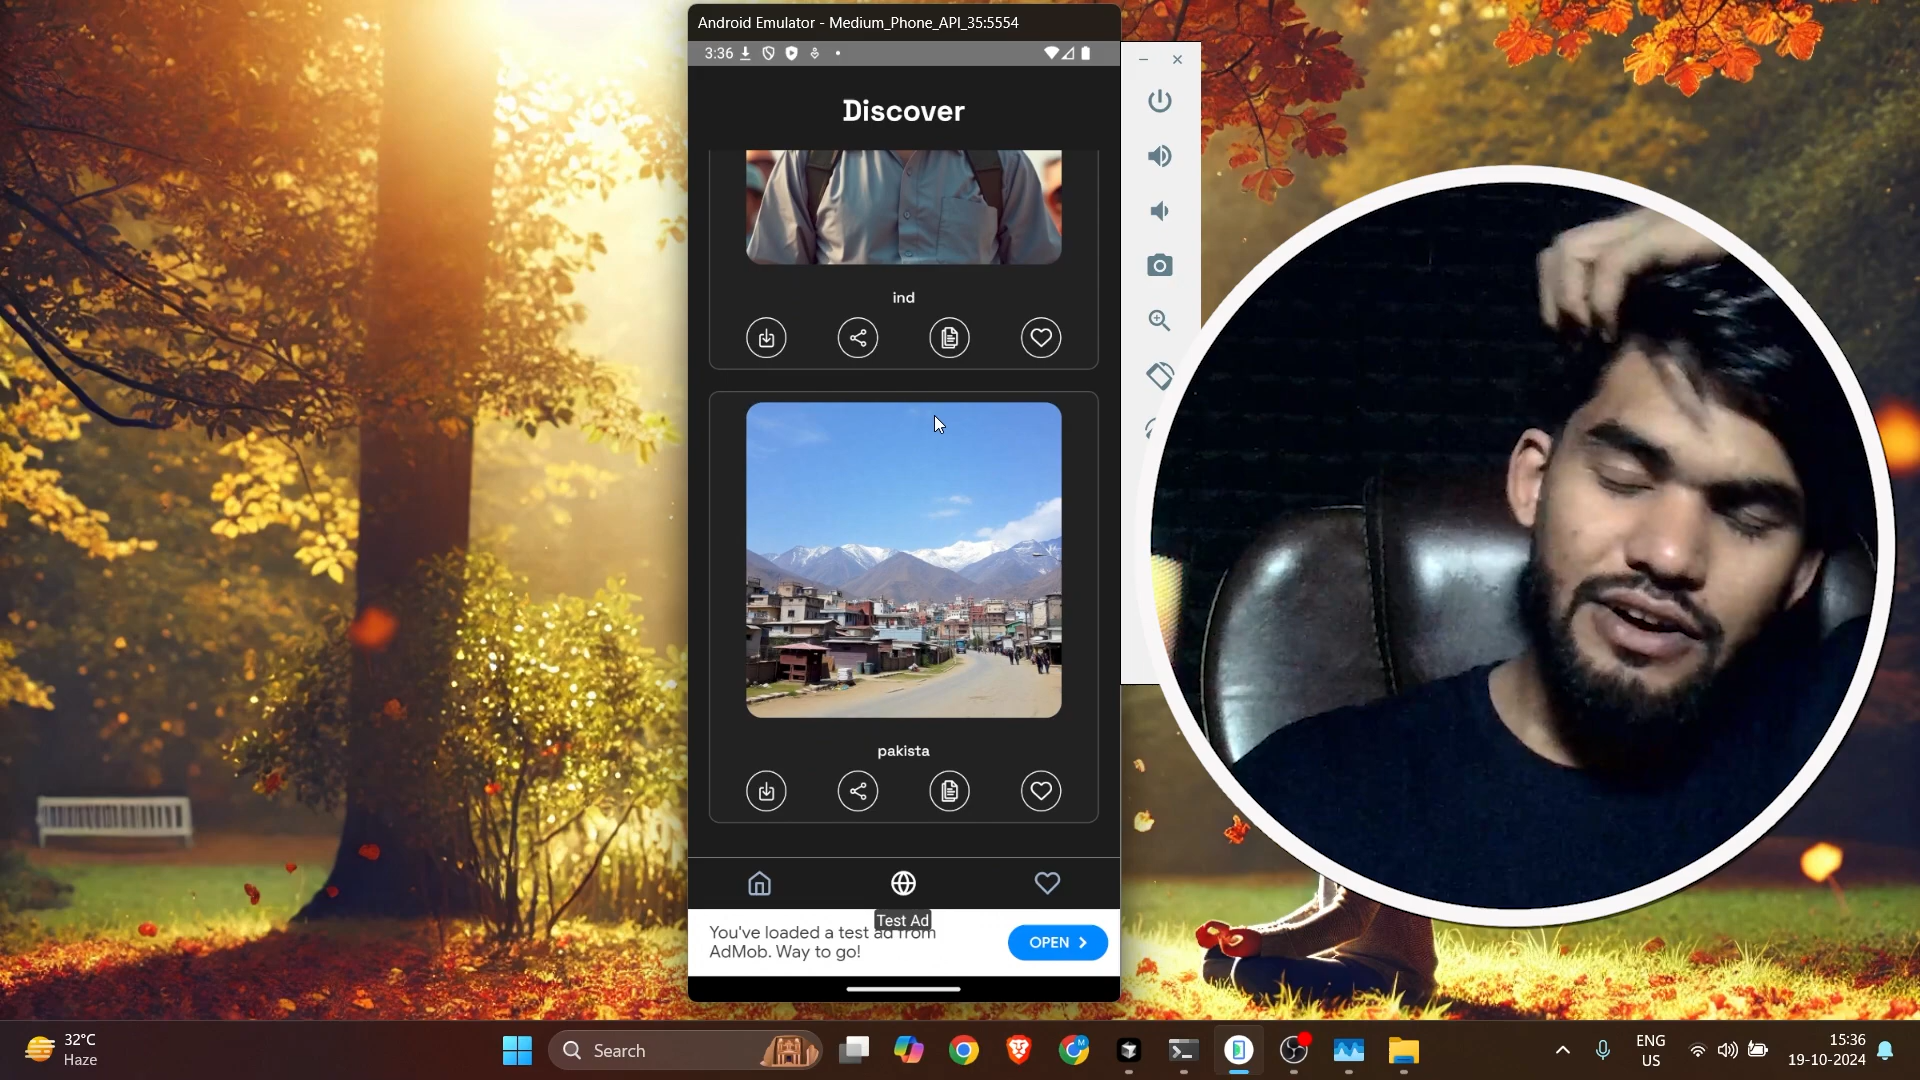 Android Emulator - Medium_Phone_API_35:5554
3:36
Discover
ind
pakista
Test Ad
You've loaded a test ad from
AdMob. Way to go!
OPEN
32°C
Haze
Search
M
ENG
US
15:36
19-10-2024